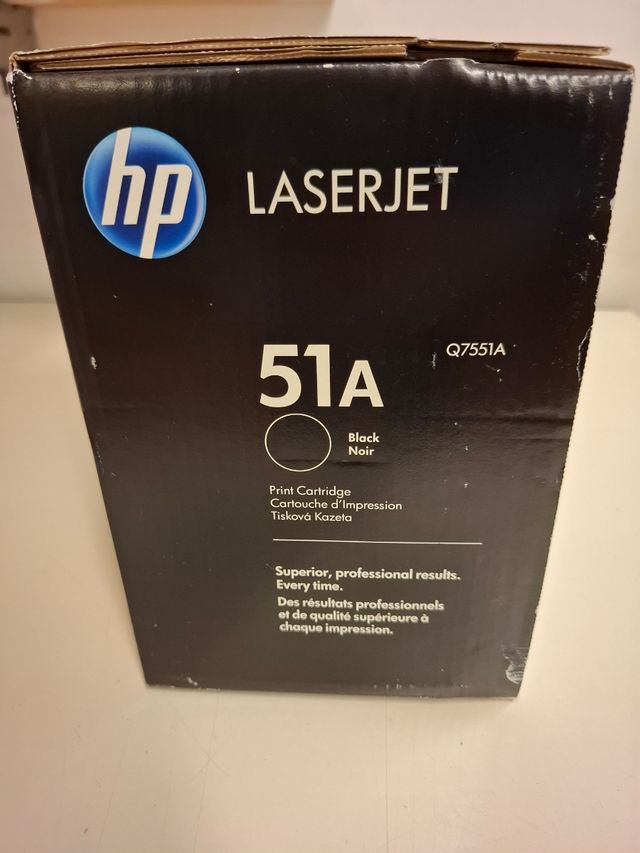 hp
LASERJET
51A
Q7551A
Black
Noir
Print Cartridge
Cartouche d'Impression
Tisková Kazeta
Superior, professional results.
Every time.
Des résultats professionnels
et de qualité supérieure à
chaque impression.